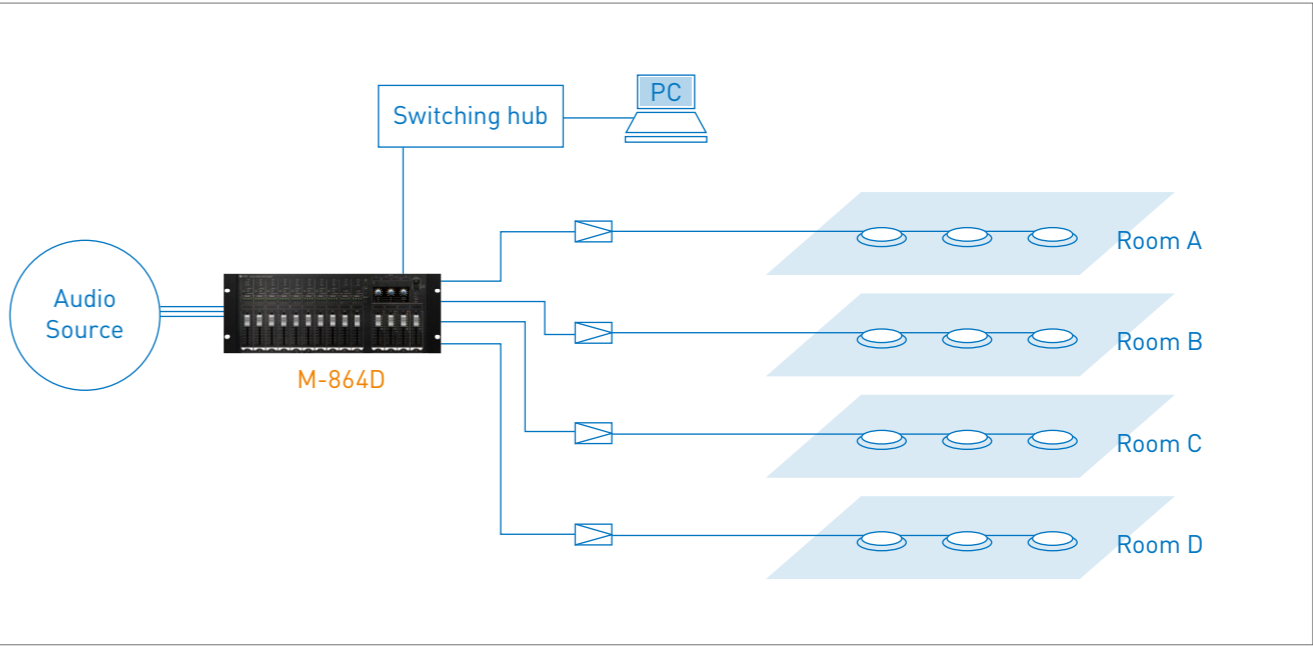 PC
Switching hub
Room A
Audio
Source
Room B
M-864D
Room C
Room D